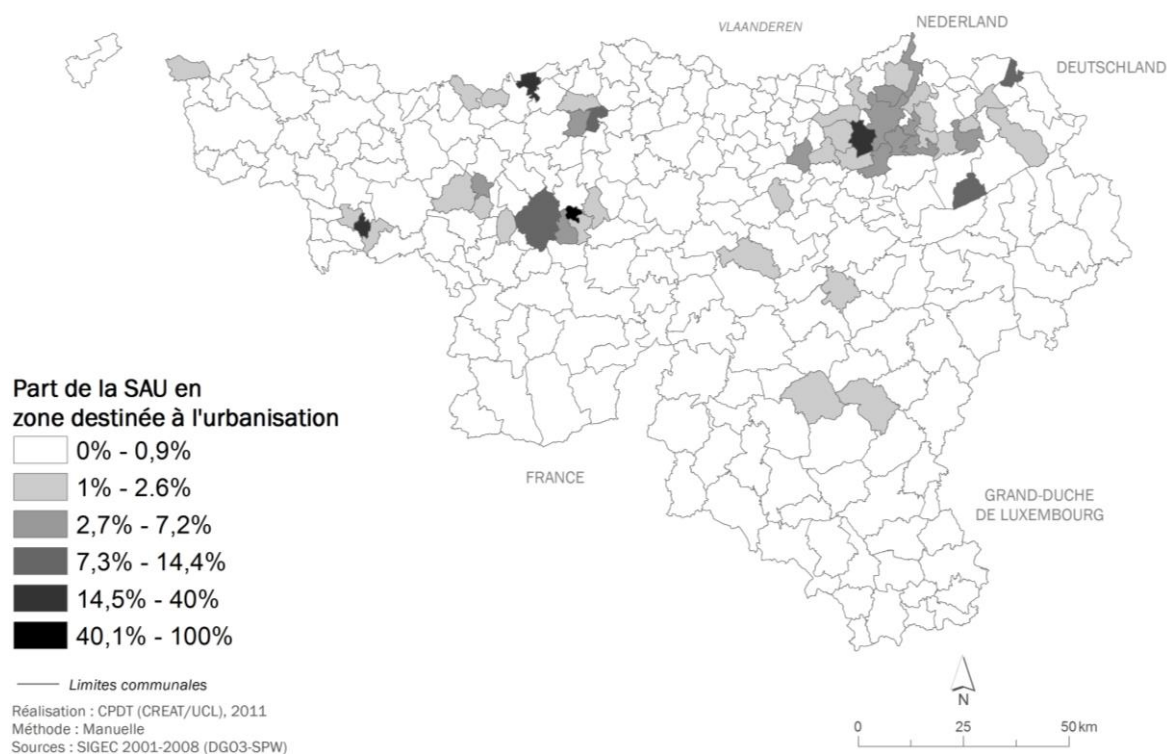 VLAANDEREN
NEDERLAND
DEUTSCHLAND
FRANCE
GRAND-DUCHE
DE LUXEMBOURG
Part de la SAU en
zone destinée à l'urbanisation
0% - 0,9%
1% - 2.6%
2,7% - 7,2%
7,3% - 14,4%
14,5% - 40%
40,1% - 100%
Limites communales
Réalisation : CPDT (CREAT/UCL), 2011
Méthode : Manuelle
Sources : SIGEC 2001-2008 (DGO3-SPW)
N
0 25 50 km